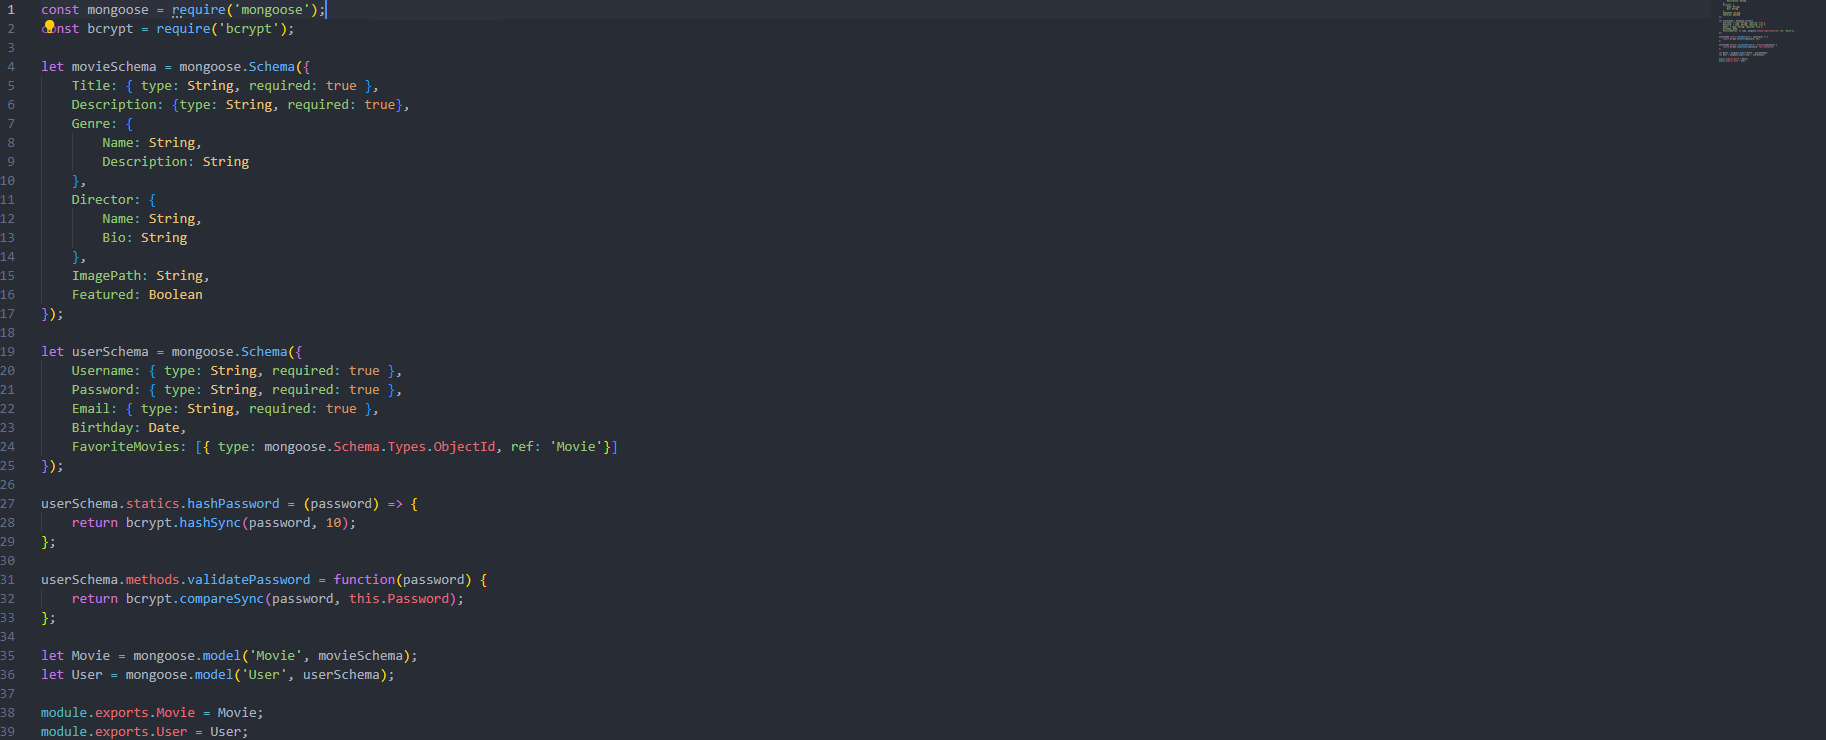 1 const mongoose = require('mongoose');
2 const bcrypt = require('bcrypt');
3
4 let movieSchema = mongoose.Schema({
5     Title: { type: String, required: true },
6     Description: {type: String, required: true},
7     Genre: {
8         Name: String,
9         Description: String
10     },
11     Director: {
12         Name: String,
13         Bio: String
14     },
15     ImagePath: String,
16     Featured: Boolean
17 });
18
19 let userSchema = mongoose.Schema({
20     Username: { type: String, required: true },
21     Password: { type: String, required: true },
22     Email: { type: String, required: true },
23     Birthday: Date,
24     FavoriteMovies: [{ type: mongoose.Schema.Types.ObjectId, ref: 'Movie'}]
25 });
26
27 userSchema.statics.hashPassword = (password) => {
28     return bcrypt.hashSync(password, 10);
29 };
30
31 userSchema.methods.validatePassword = function(password) {
32     return bcrypt.compareSync(password, this.Password);
33 };
34
35 let Movie = mongoose.model('Movie', movieSchema);
36 let User = mongoose.model('User', userSchema);
37
38 module.exports.Movie = Movie;
39 module.exports.User = User;